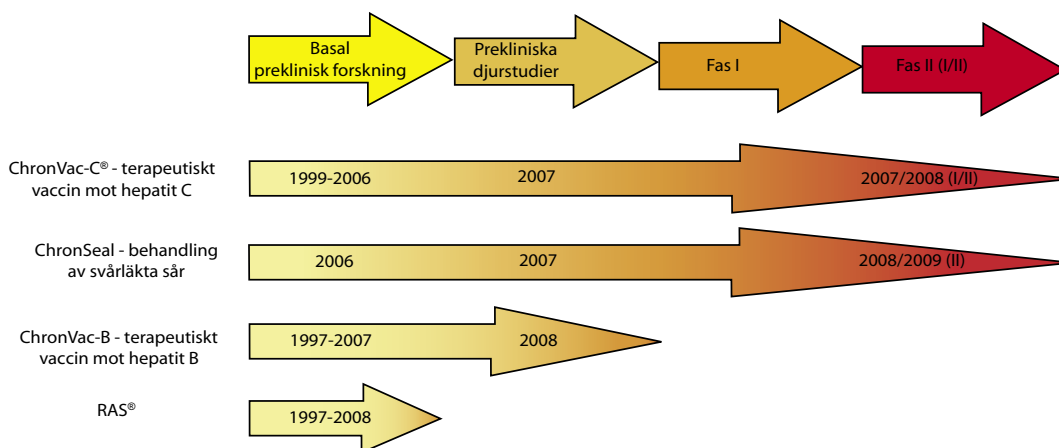 Basal
preklinisk forskning
Prekliniska
djurstudier
Fas I
Fas II (I/II)
ChronVac-C® - terapeutiskt
vaccin mot hepatit C
1999-2006
2007
2007/2008 (I/II)
ChronSeal - behandling
av svårläkta sår
2006
2007
2008/2009 (II)
ChronVac-B - terapeutiskt
vaccin mot hepatit B
1997-2007
2008
RAS®
1997-2008